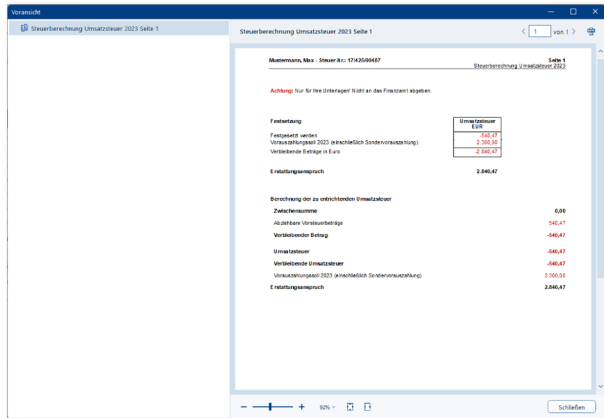 Voransicht
Steuerberechnung Umsatzsteuer 2023 Seite 1
Steuerberechnung Umsatzsteuer 2023 Seite 1
1 von 1
Mustermann, Max - Steuer-Nr.: 17/425/00487 Seite 1
Steuerberechnung Umsatzsteuer 2023
Achtung: Nur für Ihre Unterlagen! Nicht an das Finanzamt abgeben.
Festsetzung Umsatzsteuer
EUR
Festgesetzt werden -540,47
Vorauszahlungssoll 2023 (einschließlich Sondervorauszahlung) 2.300,00
Verbleibende Beträge in Euro -2.840,47
Erstattungsanspruch 2.840,47
Berechnung der zu entrichtenden Umsatzsteuer
Zwischensumme 0,00
Abziehbare Vorsteuerbeträge 540,47
Verbleibender Betrag -540,47
Umsatzsteuer -540,47
Verbleibende Umsatzsteuer -540,47
Vorauszahlungssoll 2023 (einschließlich Sondervorauszahlung) 2.300,00
Erstattungsanspruch 2.840,47
92%
Schließen